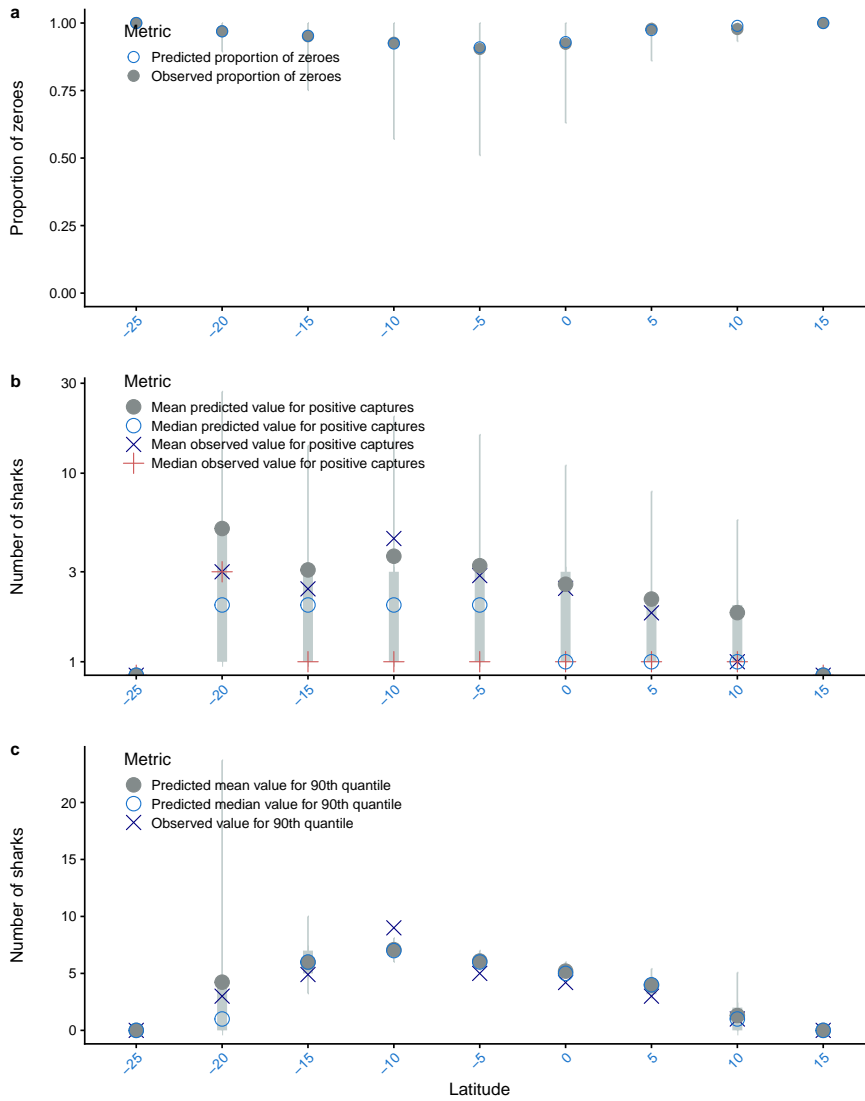 a
Metric
Predicted proportion of zeroes
Observed proportion of zeroes
Proportion of zeroes
1.00
0.75
0.50
0.25
0.00
−25 −20 −15 −10 −5 0 5 10 15
b
Metric
Mean predicted value for positive captures
Median predicted value for positive captures
Mean observed value for positive captures
Median observed value for positive captures
Number of sharks
30
10
3
1
−25 −20 −15 −10 −5 0 5 10 15
c
Metric
Predicted mean value for 90th quantile
Predicted median value for 90th quantile
Observed value for 90th quantile
Number of sharks
20
15
10
5
0
−25 −20 −15 −10 −5 0 5 10 15
Latitude